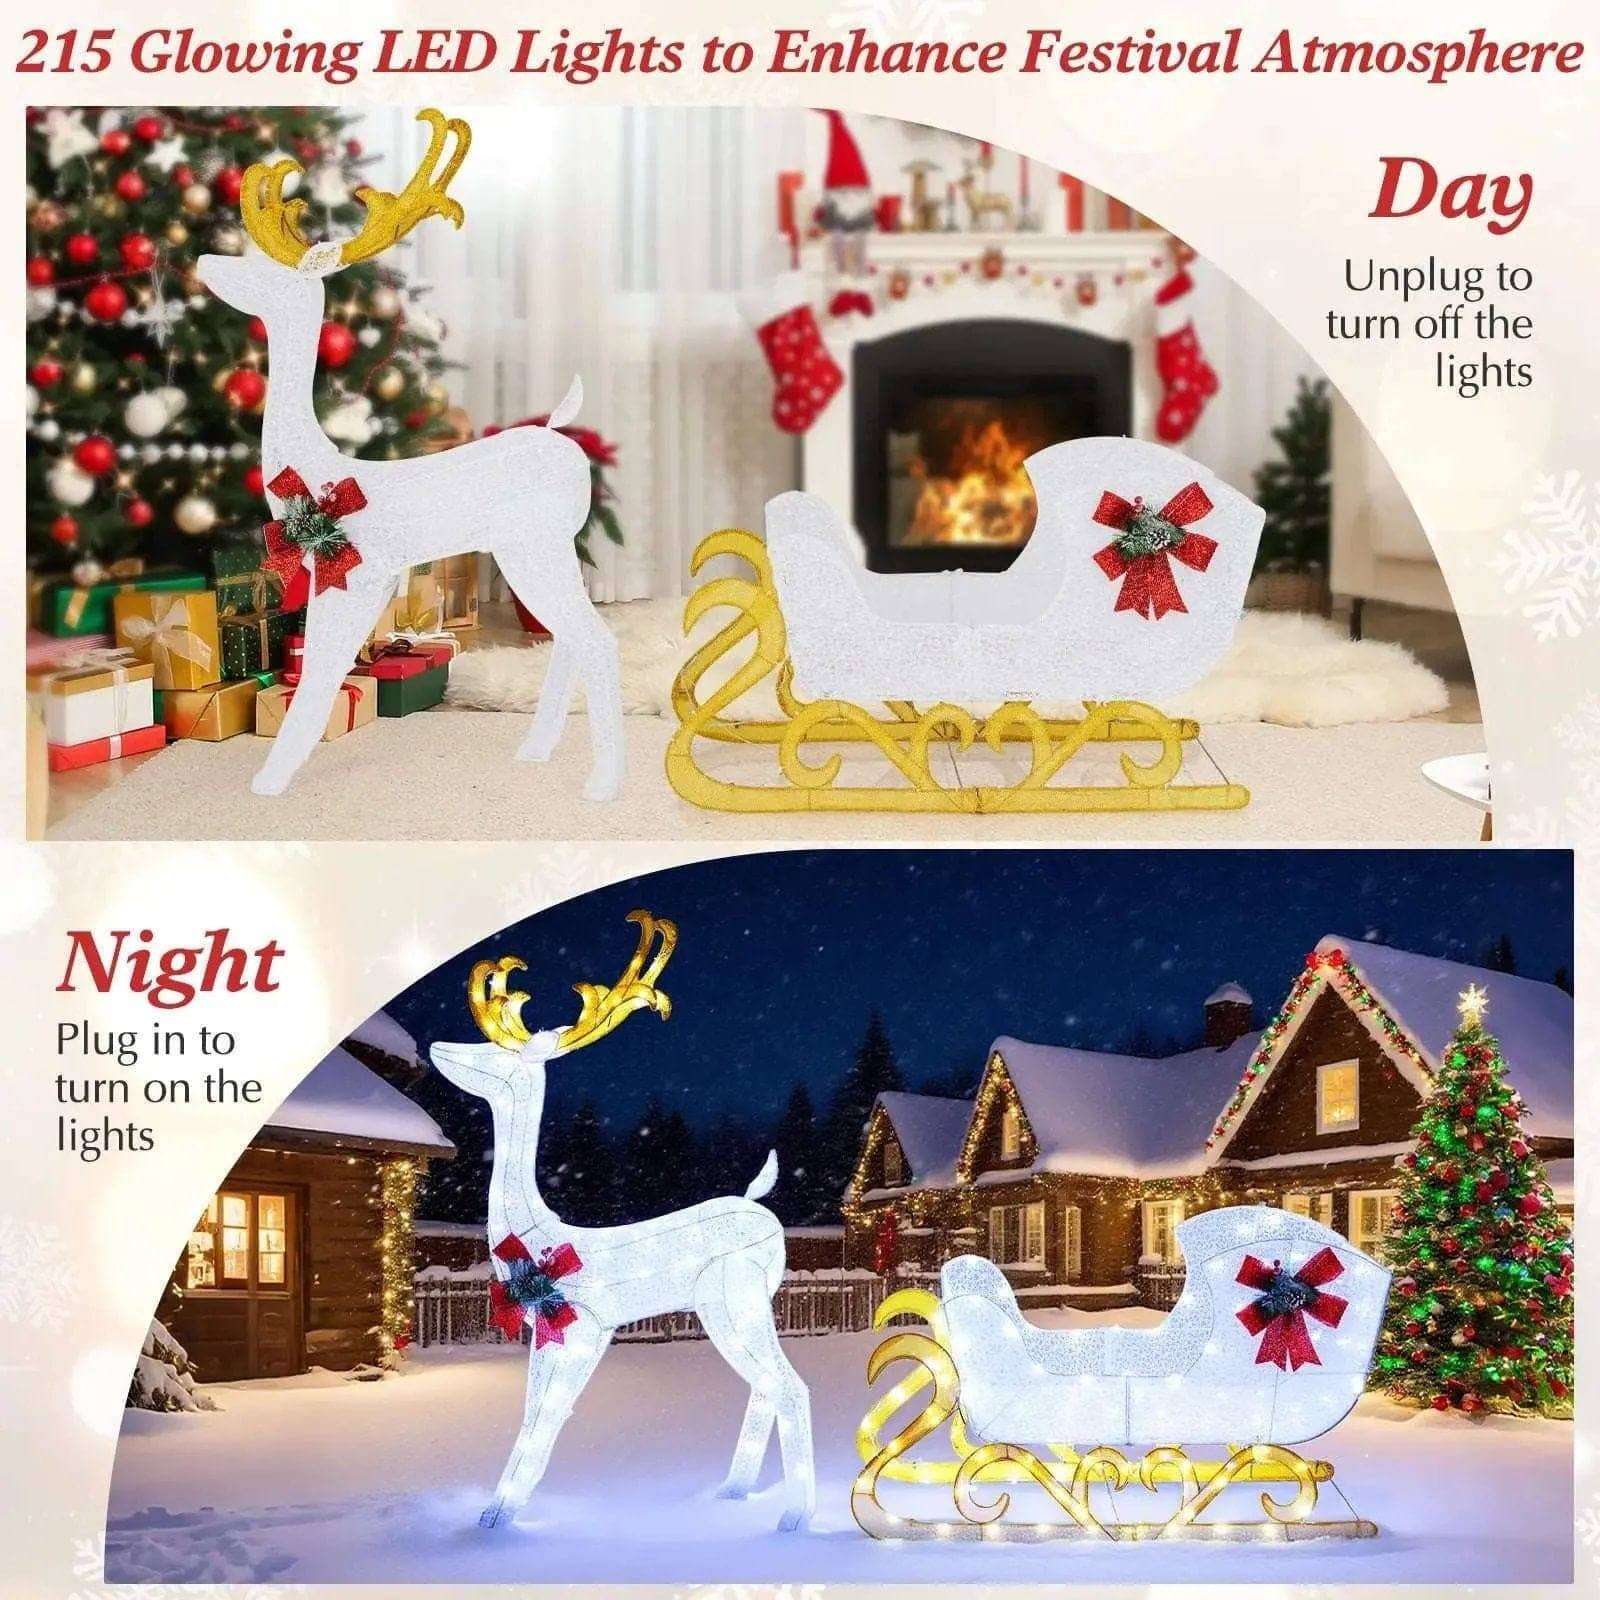 215 Glowing LED Lights to Enhance Festival Atmosphere
Day
Unplug to
turn off the
lights
Night
Plug in to
turn on the
lights